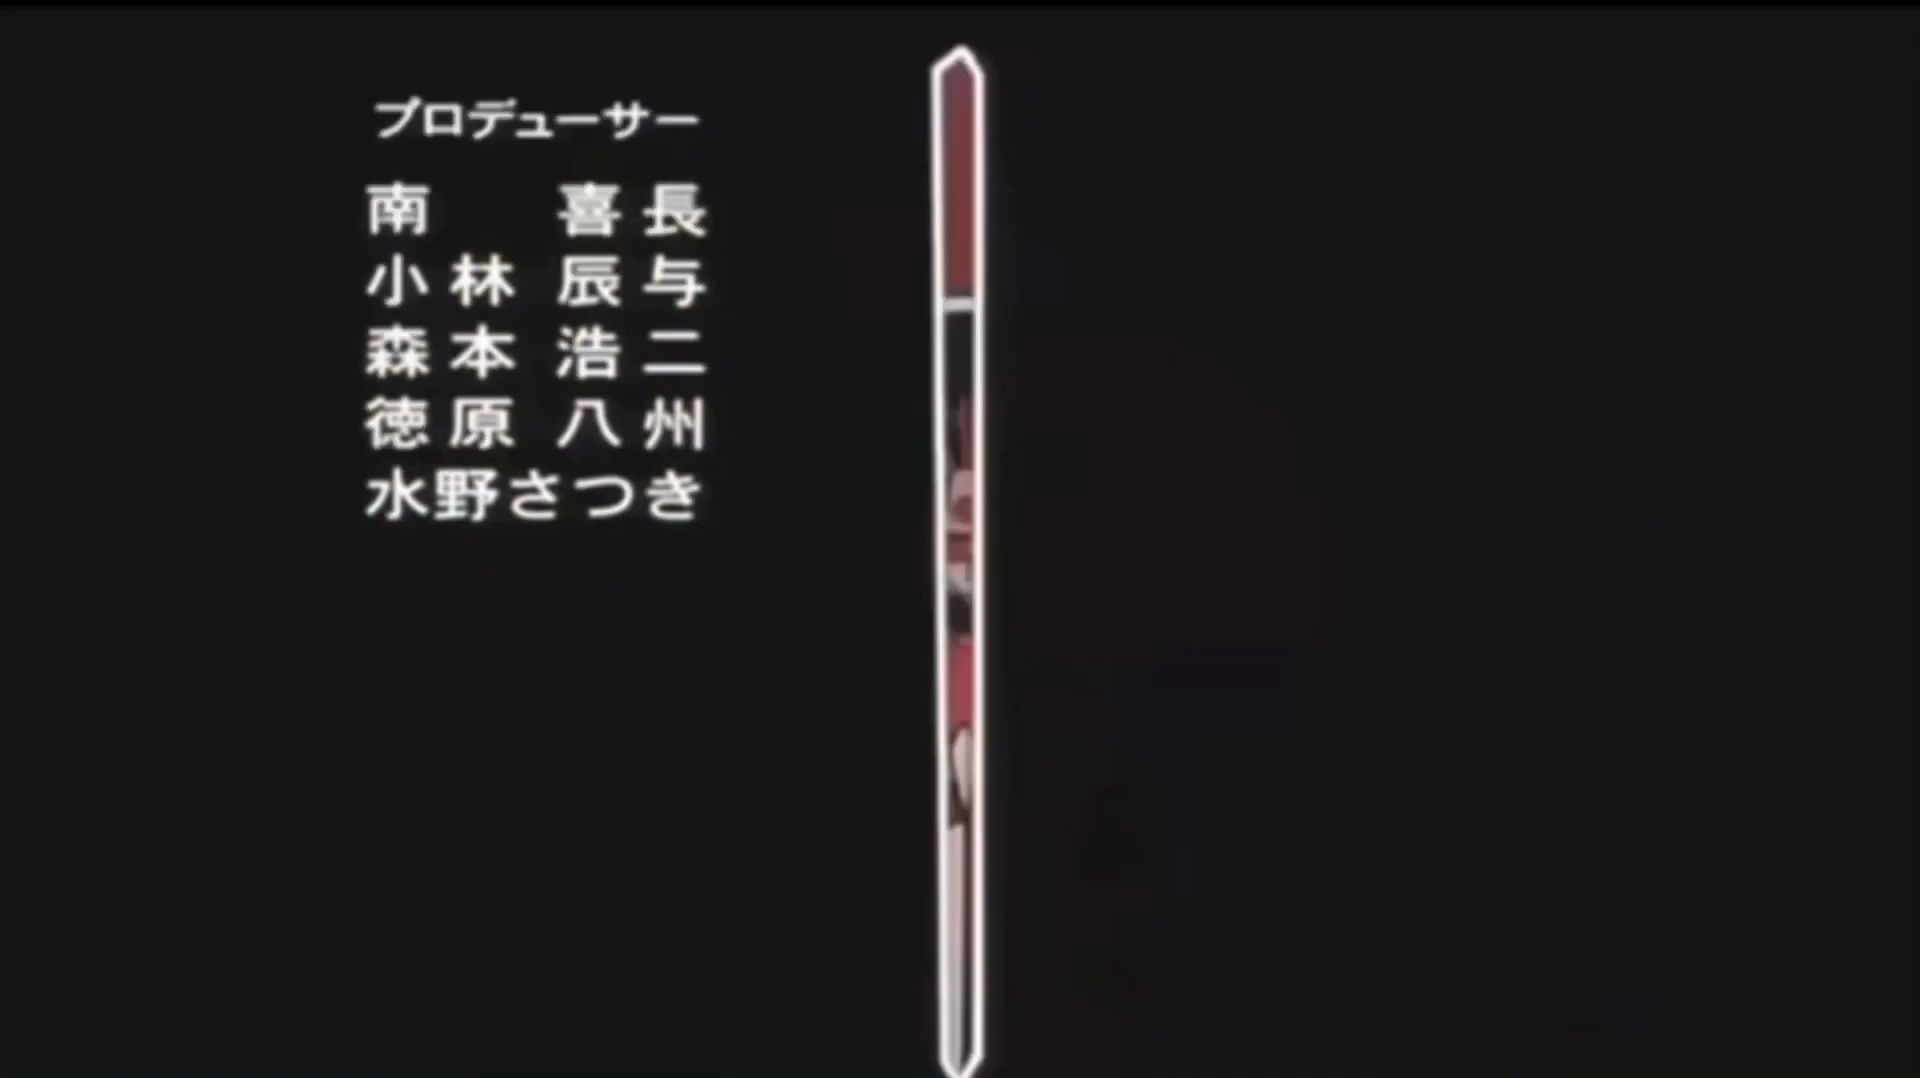 プロデューサー
南 喜長
小林 辰与
森本 浩二
徳原 八州
水野さつき